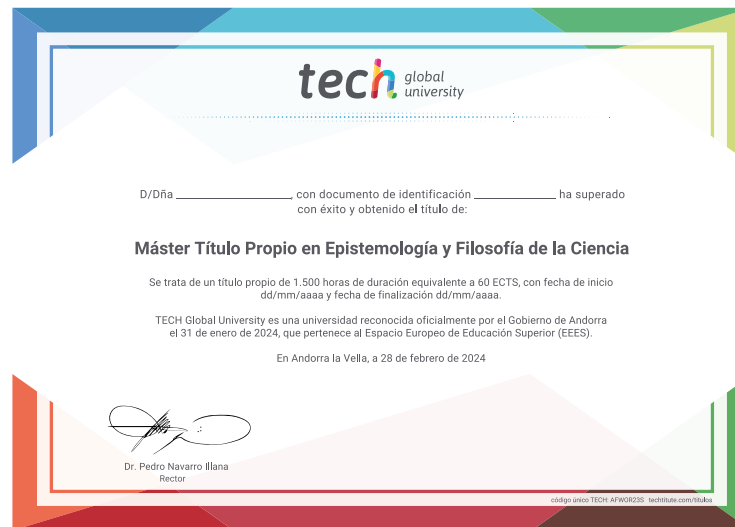 tech global
university
D/Dña ____________________, con documento de identificación ______________ ha superado
con éxito y obtenido el título de:
Máster Título Propio en Epistemología y Filosofía de la Ciencia
Se trata de un título propio de 1.500 horas de duración equivalente a 60 ECTS, con fecha de inicio
dd/mm/aaaa y fecha de finalización dd/mm/aaaa.
TECH Global University es una universidad reconocida oficialmente por el Gobierno de Andorra
el 31 de enero de 2024, que pertenece al Espacio Europeo de Educación Superior (EEES).
En Andorra la Vella, a 28 de febrero de 2024
Dr. Pedro Navarro Illana
Rector
código único TECH: AFWOR23S techtitute.com/titulos